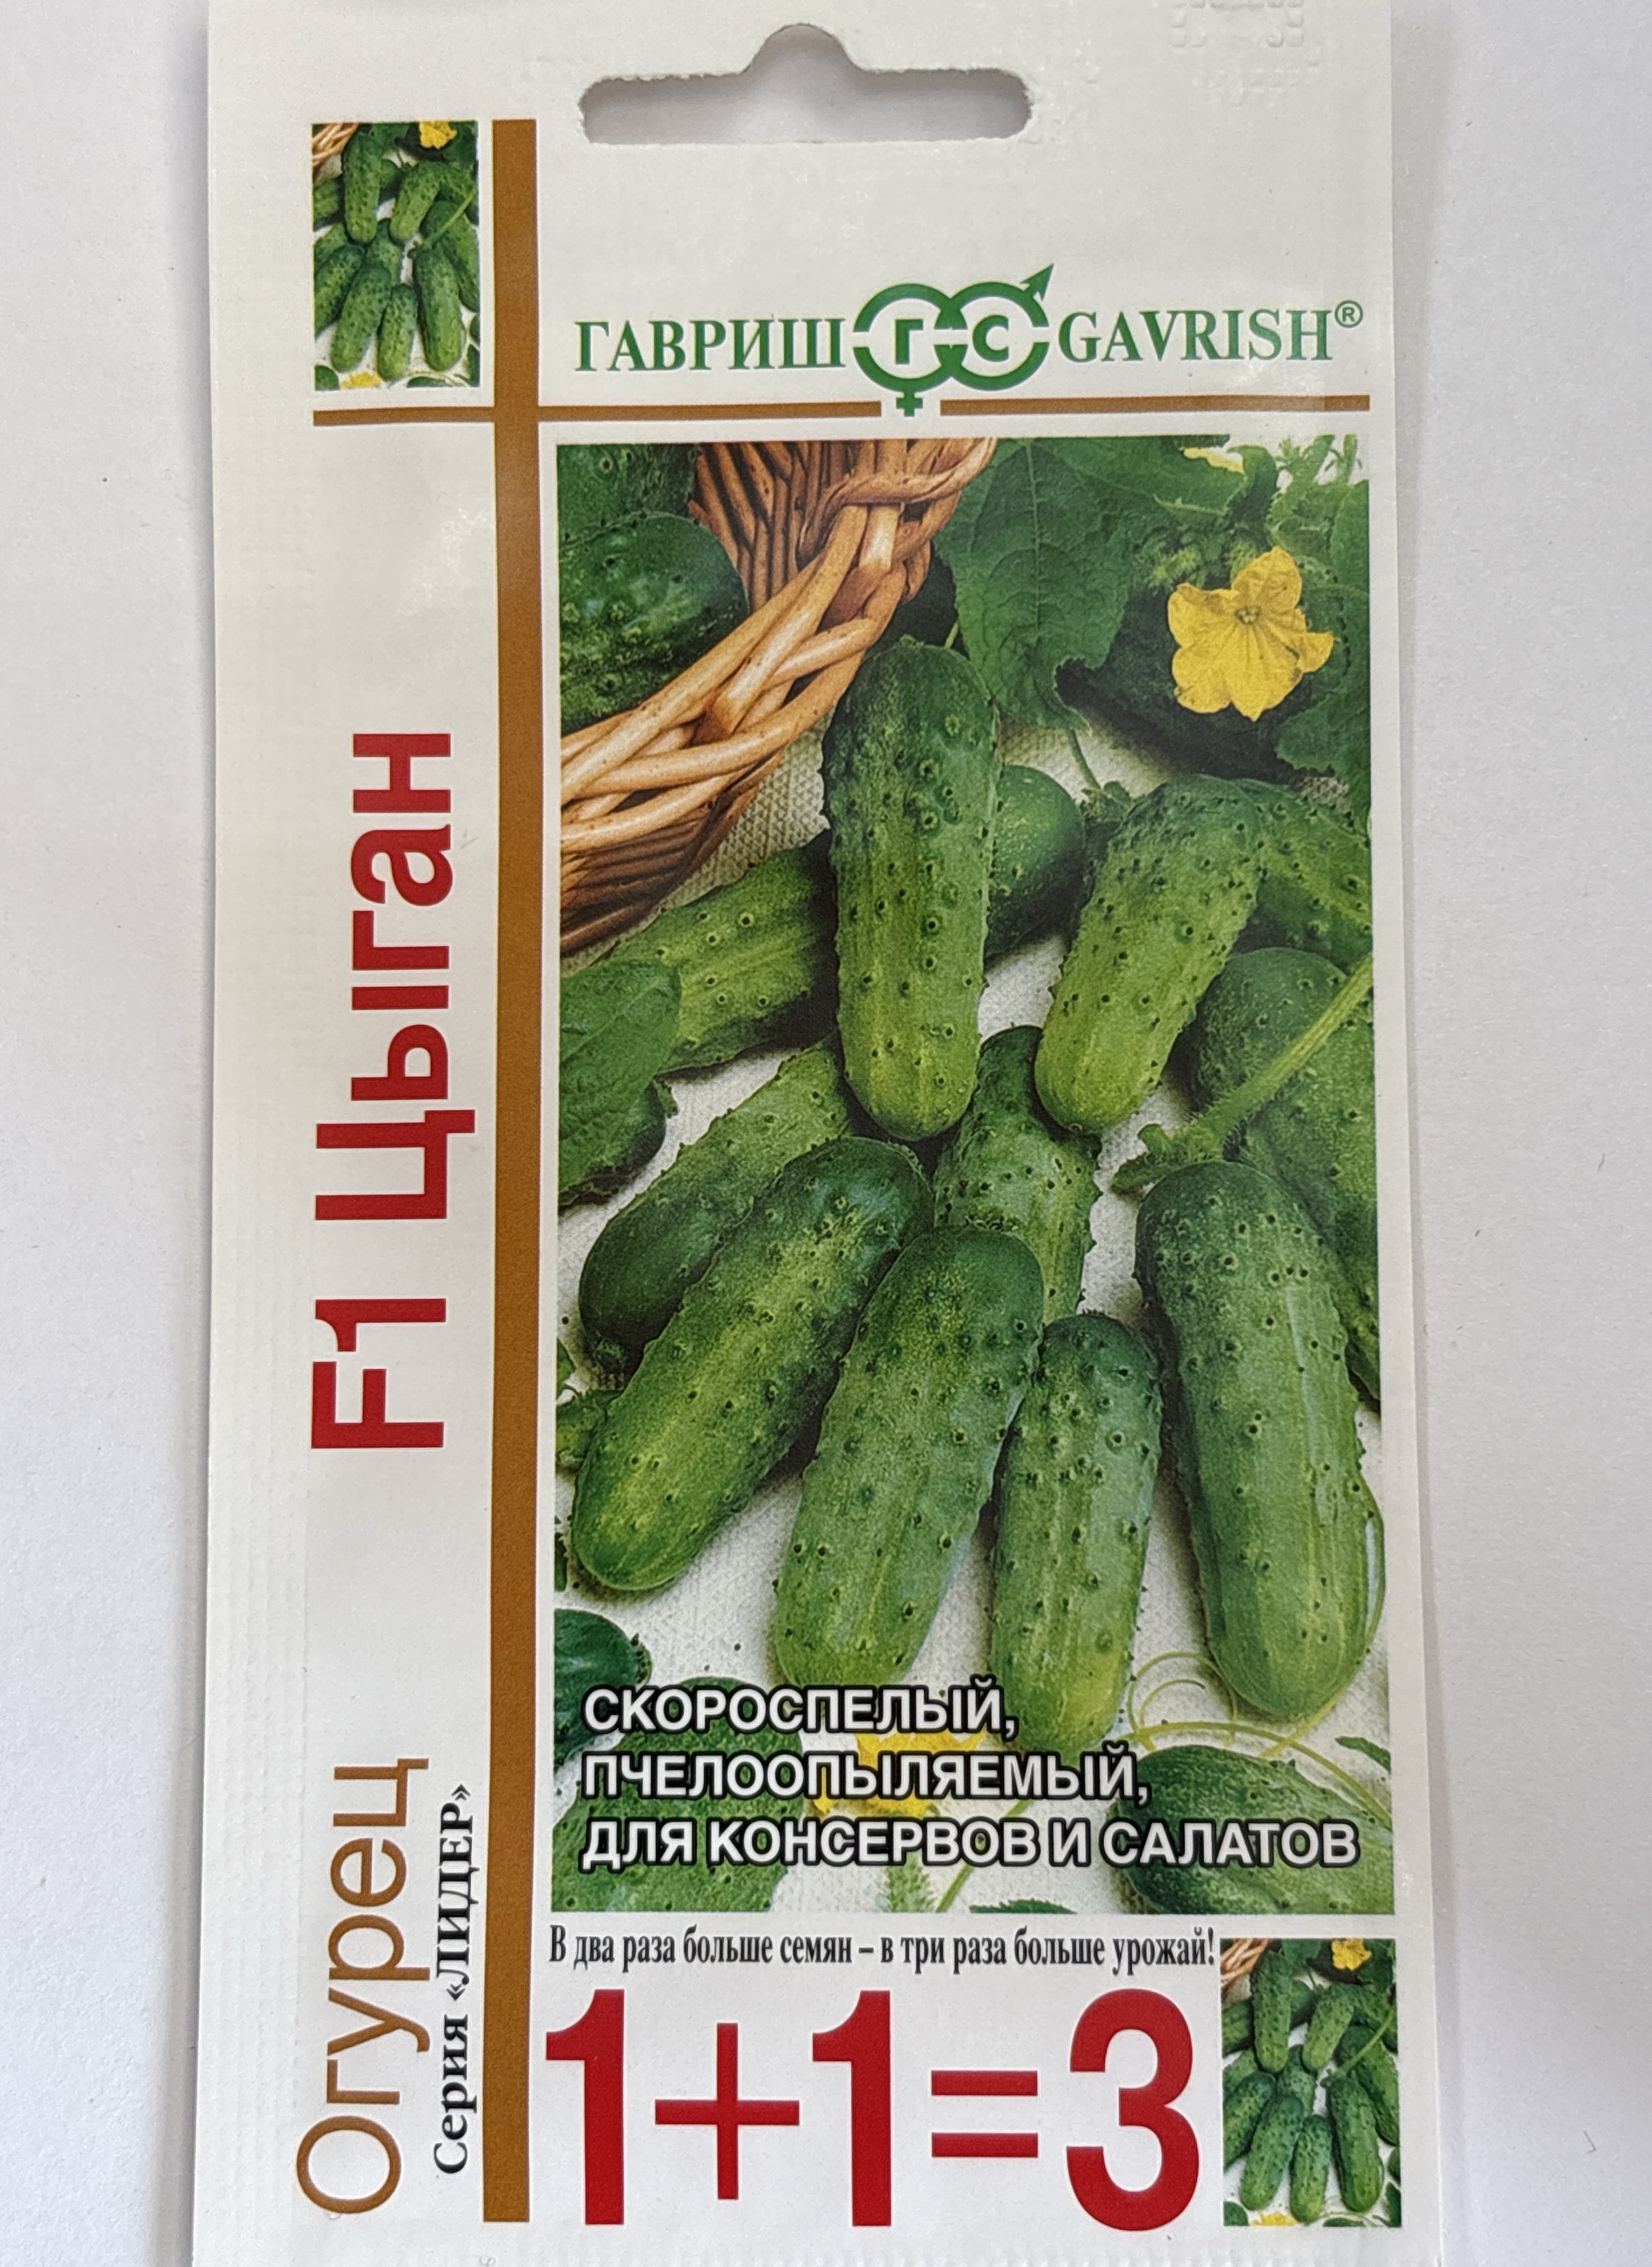 ГАВРИШ ГС GAVRISH®
F1 Цыган
Огурец
Серия «ЛИДЕР»
СКОРОСПЕЛЫЙ,
ПЧЕЛООПЫЛЯЕМЫЙ,
ДЛЯ КОНСЕРВОВ И САЛАТОВ
В два раза больше семян – в три раза больше урожай!
1+1=3